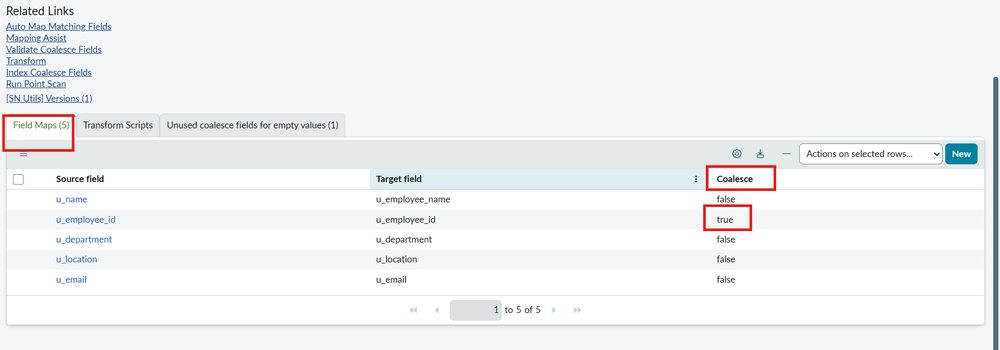 Related Links
Auto Map Matching Fields
Mapping Assist
Validate Coalesce Fields
Transform
Index Coalesce Fields
Run Point Scan
[SN Utils] Versions (1)
Field Maps (5) Transform Scripts Unused coalesce fields for empty values (1)
Actions on selected rows... New
Source field Target field Coalesce
u_name u_employee_name false
u_employee_id u_employee_id true
u_department u_department false
u_location u_location false
u_email u_email false
1 to 5 of 5